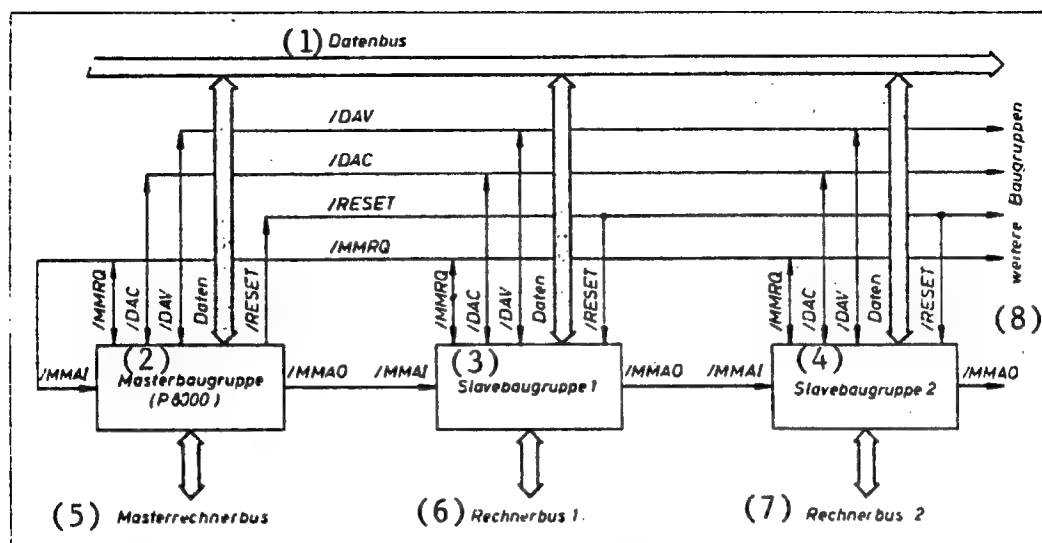 (1) Datenbus
/DAV
/DAC
/RESET
/MMRQ
/MMRQ
/DAC
/DAV
Daten
/RESET
/MMRQ
/DAC
/DAV
Daten
/RESET
/MMRQ
/DAC
/DAV
Daten
/RESET
weitere Baugruppen
(8)
/MMAI
(2)
Masterbaugruppe
(P8000)
/MMAO
/MMAI
(3)
Slavebaugruppe 1
/MMAO
/MMAI
(4)
Slavebaugruppe 2
/MMAO
(5) Masterrechnerbus
(6) Rechnerbus 1.
(7) Rechnerbus 2